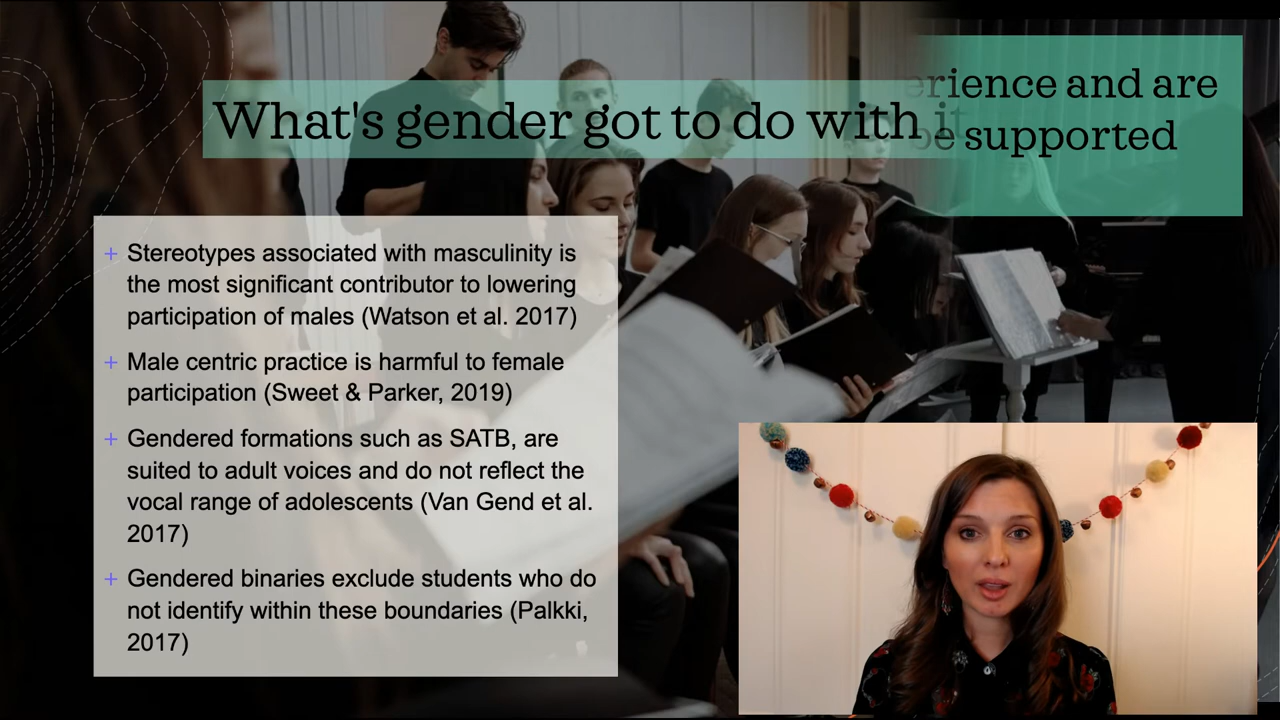 What's gender got to do with it
erience and are
be supported
+ Stereotypes associated with masculinity is
the most significant contributor to lowering
participation of males (Watson et al. 2017)
+ Male centric practice is harmful to female
participation (Sweet & Parker, 2019)
+ Gendered formations such as SATB, are
suited to adult voices and do not reflect the
vocal range of adolescents (Van Gend et al.
2017)
+ Gendered binaries exclude students who do
not identify within these boundaries (Palkki,
2017)